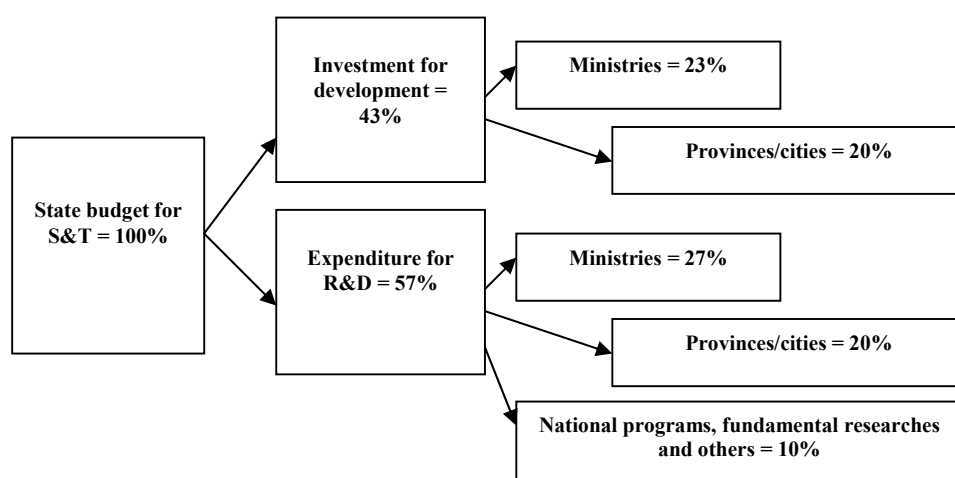 State budget for
S&T = 100%
Investment for
development =
43%
Ministries = 23%
Provinces/cities = 20%
Expenditure for
R&D = 57%
Ministries = 27%
Provinces/cities = 20%
National programs, fundamental researches
and others = 10%